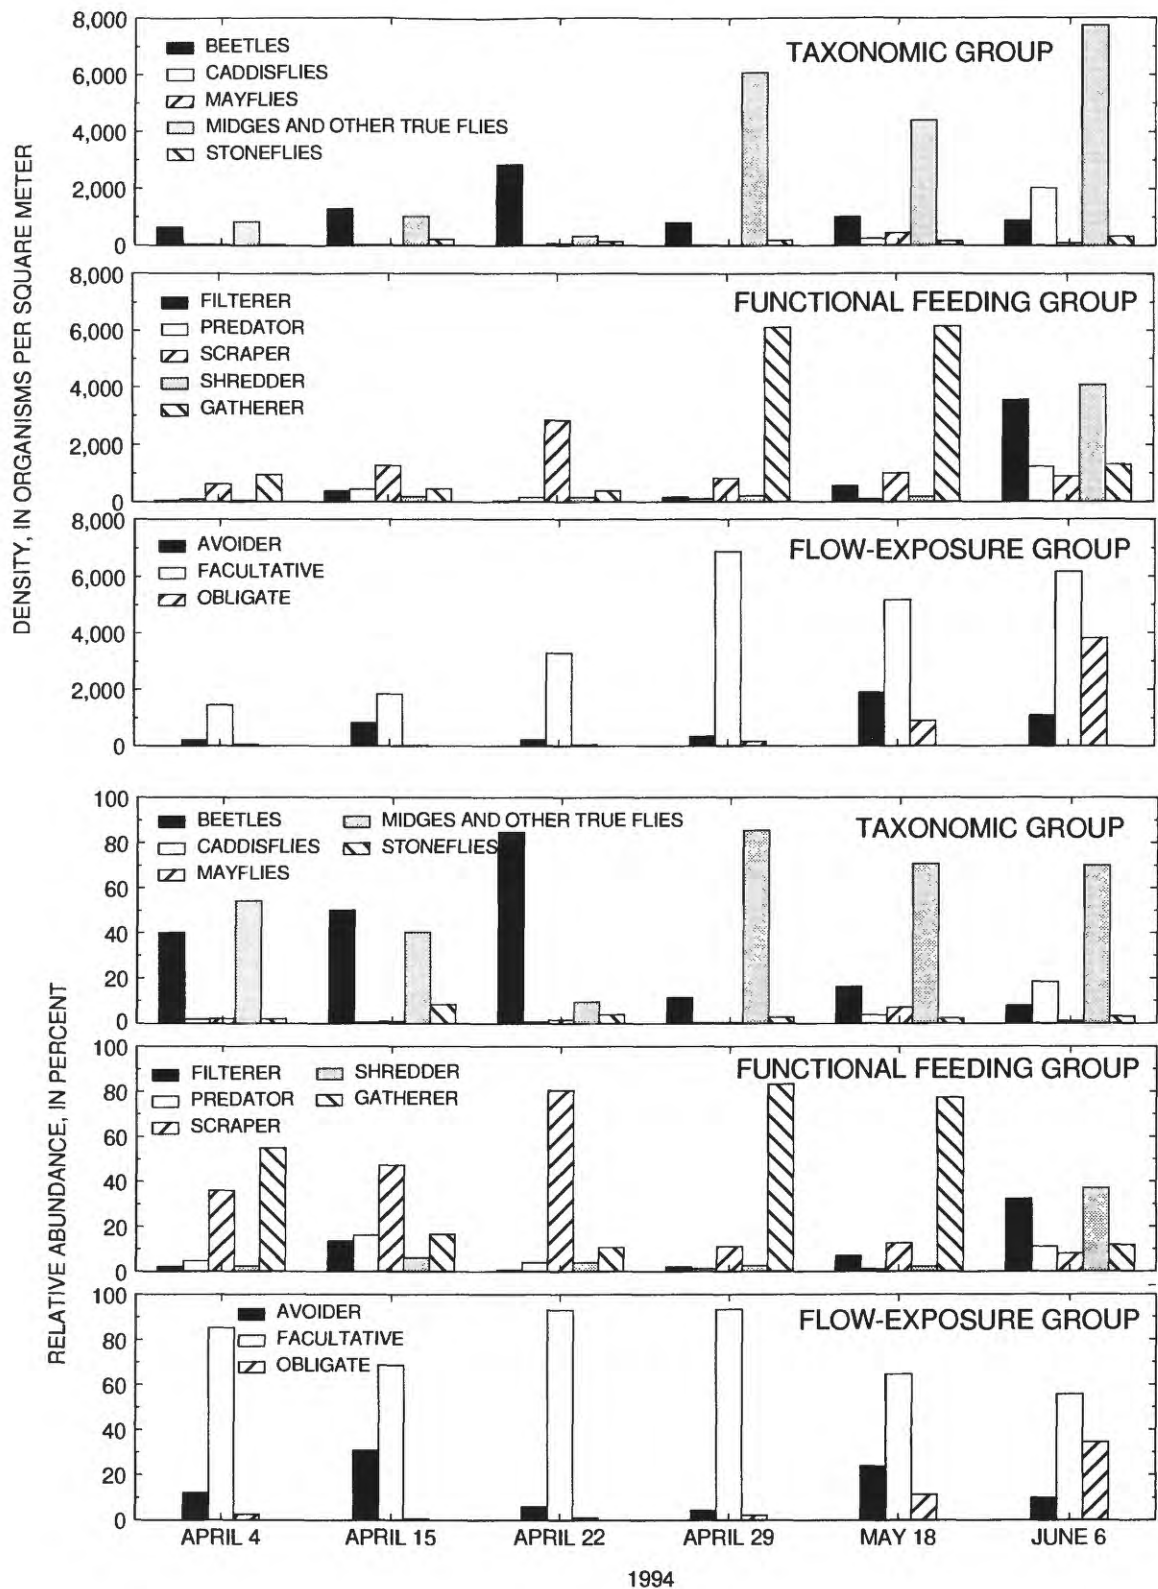 DENSITY, IN ORGANISMS PER SQUARE METER
8,000
6,000
4,000
2,000
0
BEETLES
CADDISFLIES
MAYFLIES
MIDGES AND OTHER TRUE FLIES
STONEFLIES
TAXONOMIC GROUP
8,000
6,000
4,000
2,000
0
FILTERER
PREDATOR
SCRAPER
SHREDDER
GATHERER
FUNCTIONAL FEEDING GROUP
8,000
6,000
4,000
2,000
0
AVOIDER
FACULTATIVE
OBLIGATE
FLOW-EXPOSURE GROUP
RELATIVE ABUNDANCE, IN PERCENT
100
80
60
40
20
0
BEETLES
CADDISFLIES
MAYFLIES
MIDGES AND OTHER TRUE FLIES
STONEFLIES
TAXONOMIC GROUP
100
80
60
40
20
0
FILTERER
PREDATOR
SCRAPER
SHREDDER
GATHERER
FUNCTIONAL FEEDING GROUP
100
80
60
40
20
0
AVOIDER
FACULTATIVE
OBLIGATE
FLOW-EXPOSURE GROUP
APRIL 4
APRIL 15
APRIL 22
APRIL 29
MAY 18
JUNE 6
1994